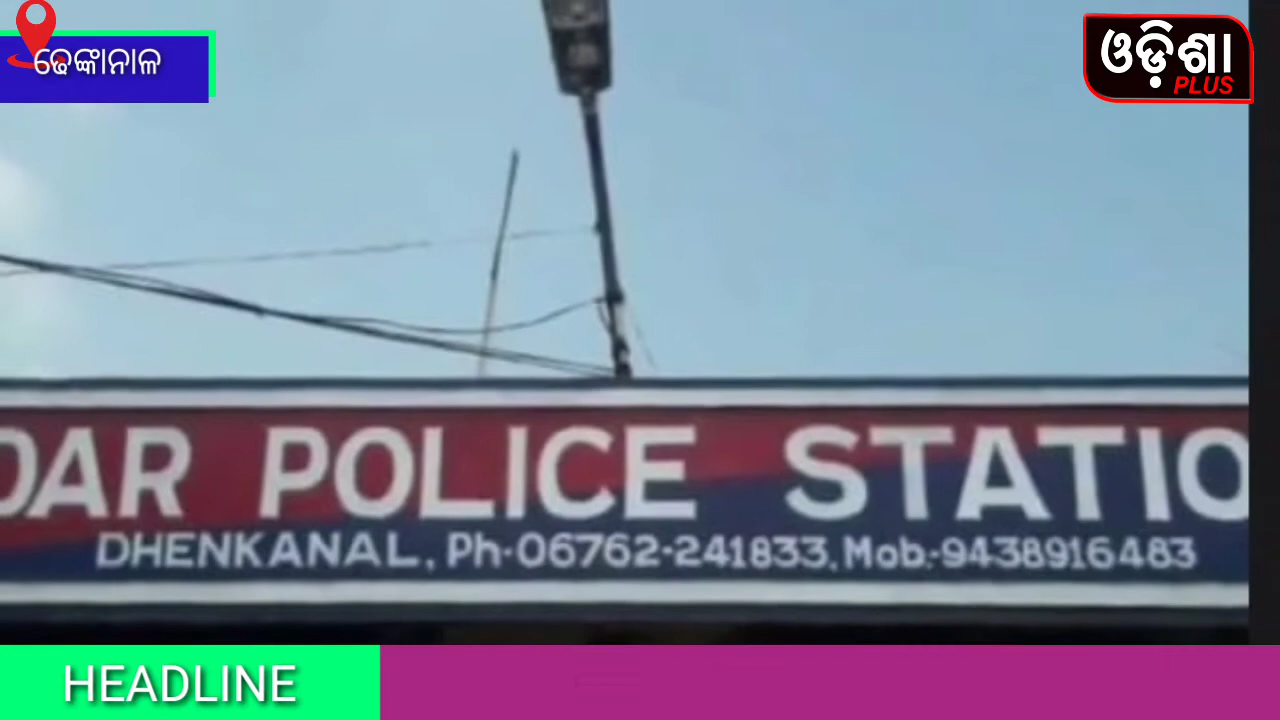 ଢେଙ୍କାନାଳ
ଓଡ଼ିଶା
PLUS
DAR POLICE STATIO
DHENKANAL, Ph-06762-241833, Mob:-9438916483
HEADLINE